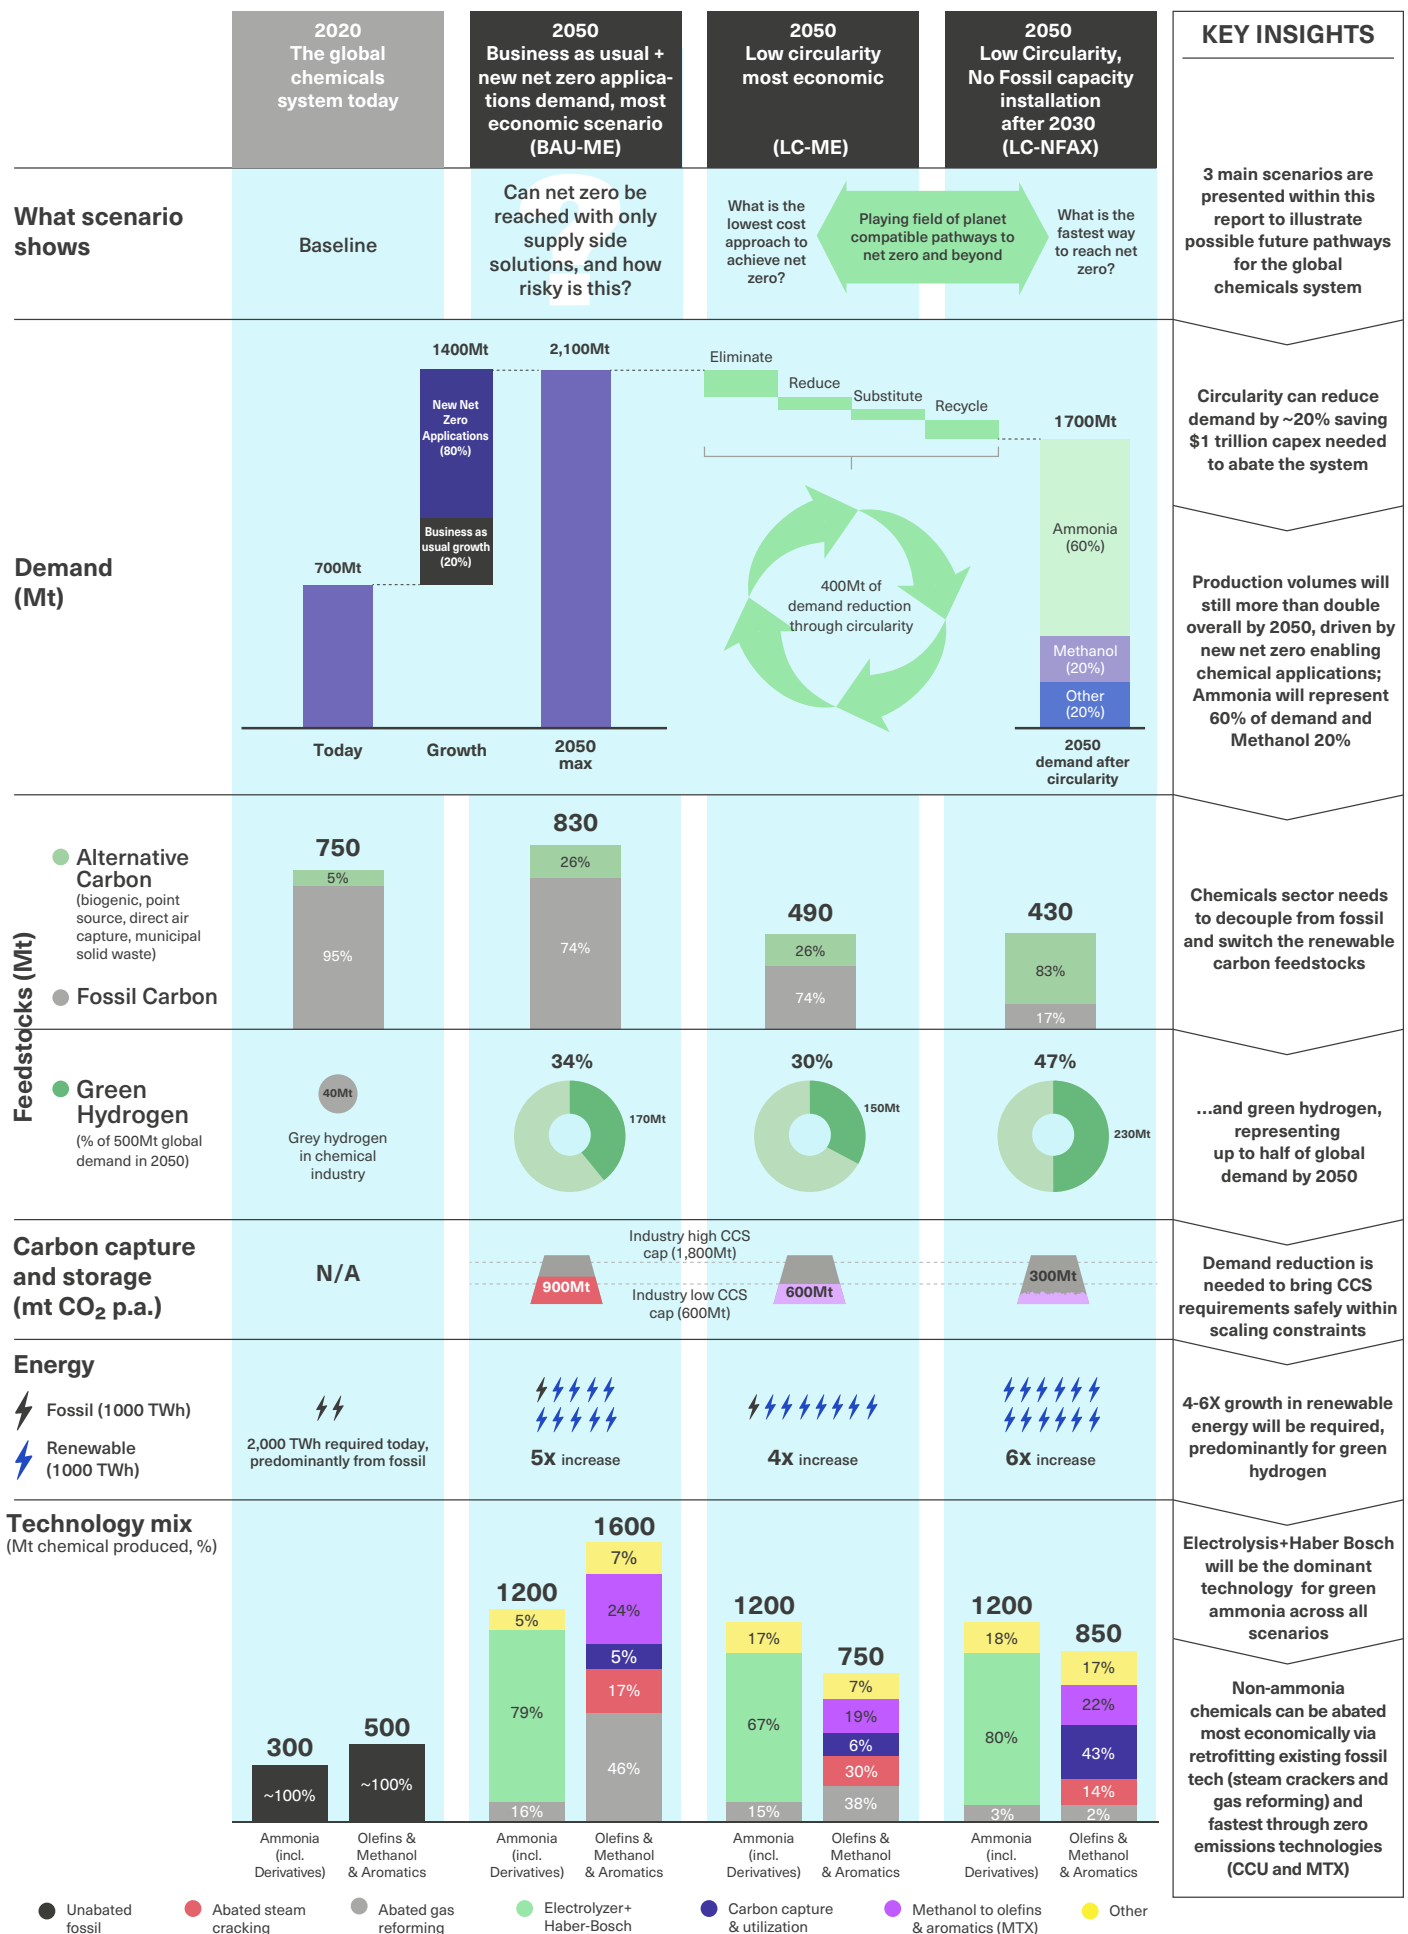 2020
The global
chemicals
system today
2050
Business as usual +
new net zero applica-
tions demand, most
economic scenario
(BAU-ME)
2050
Low circularity
most economic
(LC-ME)
2050
Low Circularity,
No Fossil capacity
installation
after 2030
(LC-NFAX)
KEY INSIGHTS
What scenario
shows
Baseline
?
Can net zero be
reached with only
supply side
solutions, and how
risky is this?
What is the
lowest cost
approach to
achieve net
zero?
Playing field of planet
compatible pathways to
net zero and beyond
What is the
fastest way
to reach net
zero?
3 main scenarios are
presented within this
report to illustrate
possible future pathways
for the global
chemicals system
Demand
(Mt)
700Mt
1400Mt
New Net
Zero
Applications
(80%)
Business as
usual growth
(20%)
2,100Mt
Today
Growth
2050
max
Eliminate
Reduce
Substitute
Recycle
400Mt of
demand reduction
through circularity
1700Mt
Ammonia
(60%)
Methanol
(20%)
Other
(20%)
2050
demand after
circularity
Circularity can reduce
demand by ~20% saving
$1 trillion capex needed
to abate the system
Production volumes will
still more than double
overall by 2050, driven by
new net zero enabling
chemical applications;
Ammonia will represent
60% of demand and
Methanol 20%
Feedstocks (Mt)
Alternative
Carbon
(biogenic, point
source, direct air
capture, municipal
solid waste)
Fossil Carbon
750
5%
95%
830
26%
74%
490
26%
74%
430
83%
17%
Chemicals sector needs
to decouple from fossil
and switch the renewable
carbon feedstocks
Green
Hydrogen
(% of 500Mt global
demand in 2050)
40Mt
Grey hydrogen
in chemical
industry
34%
170Mt
30%
150Mt
47%
230Mt
...and green hydrogen,
representing
up to half of global
demand by 2050
Carbon capture
and storage
(mt CO₂ p.a.)
N/A
900Mt
Industry high CCS
cap (1,800Mt)
Industry low CCS
cap (600Mt)
600Mt
300Mt
Demand reduction is
needed to bring CCS
requirements safely within
scaling constraints
Energy
Fossil (1000 TWh)
Renewable
(1000 TWh)
2,000 TWh required today,
predominantly from fossil
5x increase
4x increase
6x increase
4-6X growth in renewable
energy will be required,
predominantly for green
hydrogen
Technology mix
(Mt chemical produced, %)
300
~100%
500
~100%
1200
5%
79%
16%
1600
7%
24%
5%
17%
46%
1200
17%
67%
15%
750
7%
19%
6%
30%
38%
1200
18%
80%
3%
850
17%
22%
43%
14%
2%
Ammonia
(incl.
Derivatives)
Olefins &
Methanol
& Aromatics
Ammonia
(incl.
Derivatives)
Olefins &
Methanol
& Aromatics
Ammonia
(incl.
Derivatives)
Olefins &
Methanol
& Aromatics
Ammonia
(incl.
Derivatives)
Olefins &
Methanol
& Aromatics
Electrolysis+Haber Bosch
will be the dominant
technology for green
ammonia across all
scenarios
Non-ammonia
chemicals can be abated
most economically via
retrofitting existing fossil
tech (steam crackers and
gas reforming) and
fastest through zero
emissions technologies
(CCU and MTX)
Unabated
fossil
Abated steam
cracking
Abated gas
reforming
Electrolyzer+
Haber-Bosch
Carbon capture
& utilization
Methanol to olefins
& aromatics (MTX)
Other